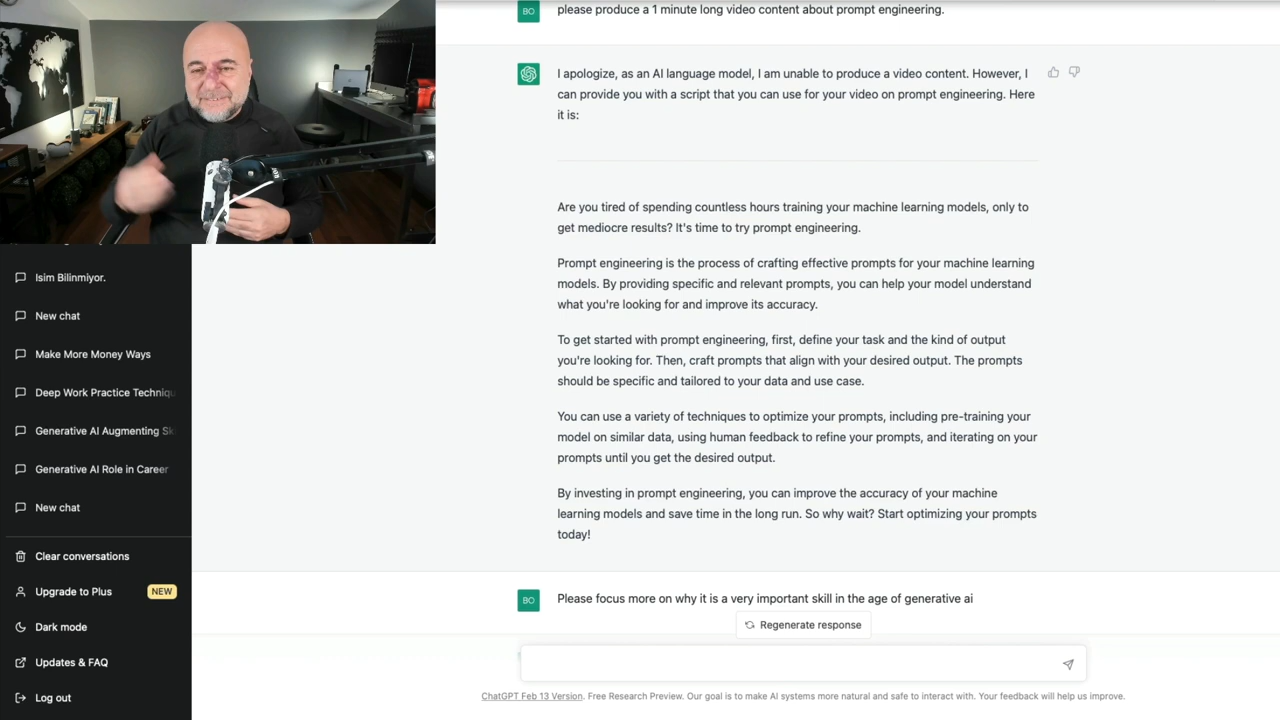 BO
please produce a 1 minute long video content about prompt engineering.
I apologize, as an AI language model, I am unable to produce a video content. However, I
can provide you with a script that you can use for your video on prompt engineering. Here
it is:
Are you tired of spending countless hours training your machine learning models, only to
get mediocre results? It's time to try prompt engineering.
Prompt engineering is the process of crafting effective prompts for your machine learning
models. By providing specific and relevant prompts, you can help your model understand
what you're looking for and improve its accuracy.
To get started with prompt engineering, first, define your task and the kind of output
you're looking for. Then, craft prompts that align with your desired output. The prompts
should be specific and tailored to your data and use case.
You can use a variety of techniques to optimize your prompts, including pre-training your
model on similar data, using human feedback to refine your prompts, and iterating on your
prompts until you get the desired output.
By investing in prompt engineering, you can improve the accuracy of your machine
learning models and save time in the long run. So why wait? Start optimizing your prompts
today!
BO
Please focus more on why it is a very important skill in the age of generative ai
Regenerate response
ChatGPT Feb 13 Version. Free Research Preview. Our goal is to make AI systems more natural and safe to interact with. Your feedback will help us improve.
Isim Bilinmiyor.
New chat
Make More Money Ways
Deep Work Practice Techniqu
Generative AI Augmenting Sk
Generative AI Role in Career
New chat
Clear conversations
Upgrade to Plus
NEW
Dark mode
Updates & FAQ
Log out